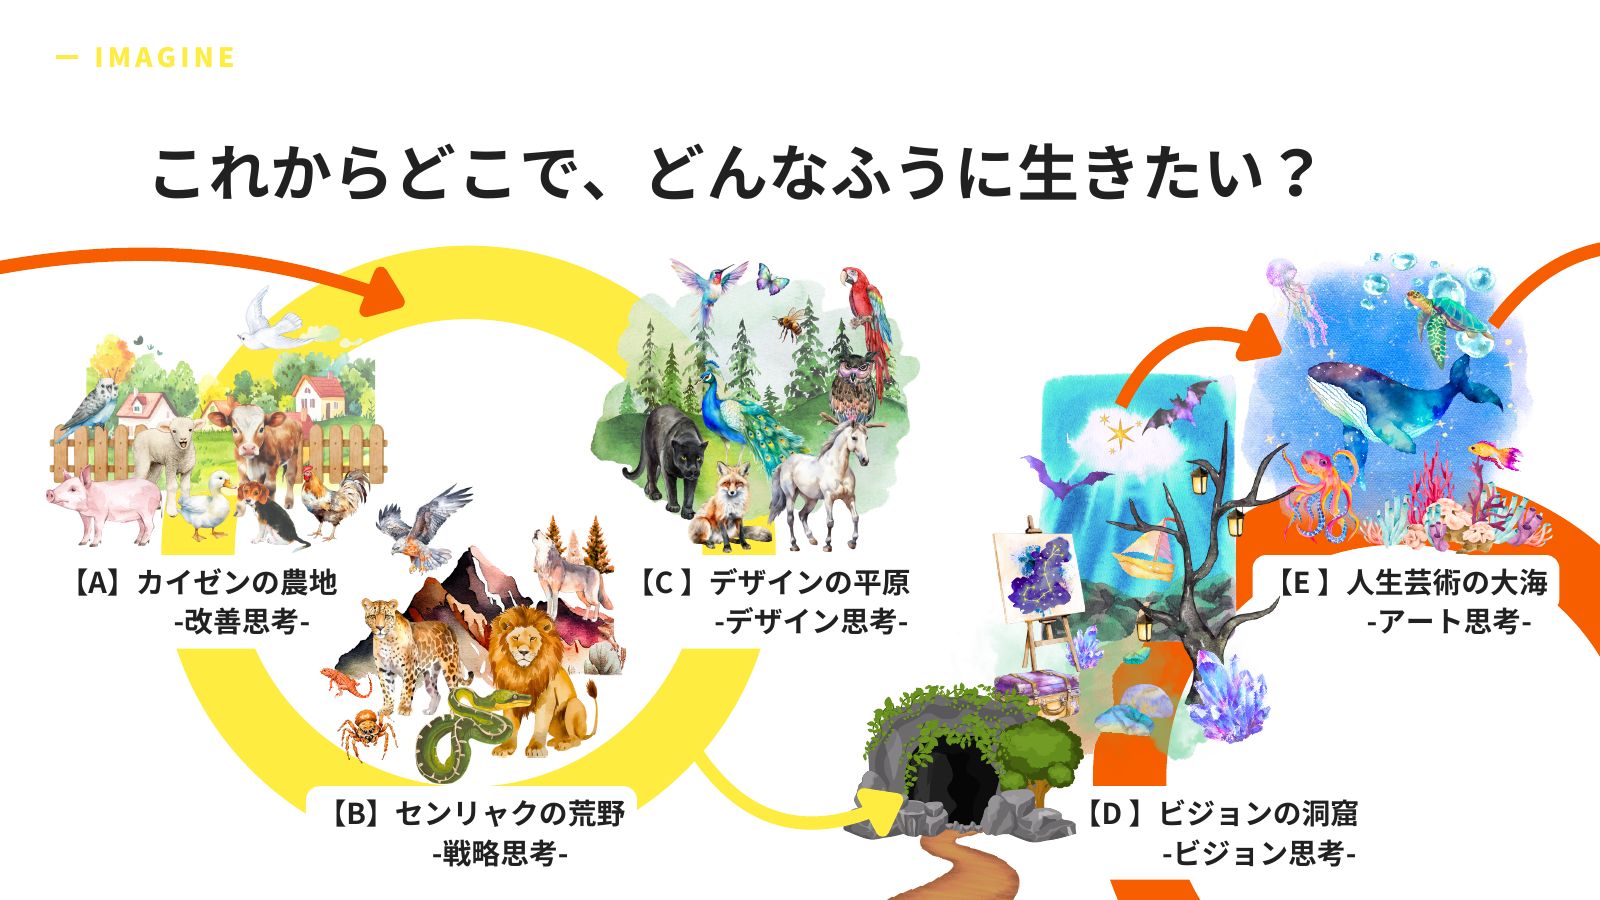 — IMAGINE
これからどこで、どんなふうに生きたい？
【A】カイゼンの農地
-改善思考-
【B】センリャクの荒野
-戦略思考-
【C 】デザインの平原
-デザイン思考-
【D 】ビジョンの洞窟
-ビジョン思考-
【E 】人生芸術の大海
-アート思考-